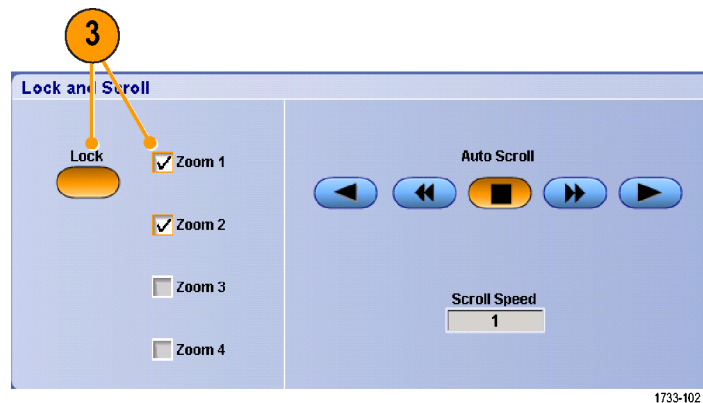 3
Lock and Scroll
Lock
Zoom 1
Zoom 2
Zoom 3
Zoom 4
Auto Scroll
Scroll Speed
1
1733-102